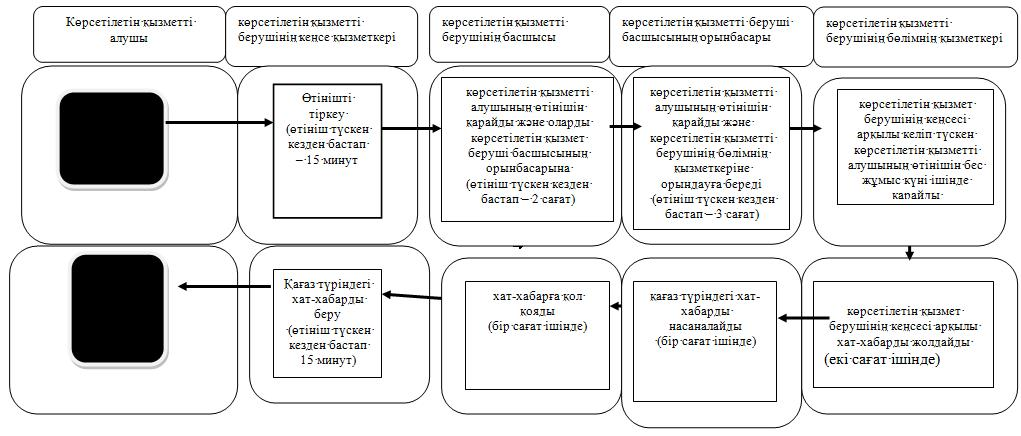 Көрсетілетін қызметті
алушы
көрсетілетін қызметті
берушінің кеңсе қызметкері
көрсетілетін қызметті
берушінің басшысы
көрсетілетін қызметті беруші
басшысының орынбасары
көрсетілетін қызметті
берушінің бөлімнің қызметкері
Өтінішті
тіркеу
(өтініш түскен
кезден бастап
– 15 минут
көрсетілетін қызметті
алушының өтінішін
қарайды және оларды
көрсетілетін қызмет
беруші басшысының
орынбасарына
(өтініш түскен кезден
бастап – 2 сағат)
көрсетілетін қызметті
алушының өтінішін
қарайды және
көрсетілетін қызметті
берушінің бөлімнің
қызметкеріне
орындауға береді
(өтініш түскен кезден
бастап – 3 сағат)
көрсетілетін қызмет
берушінің кеңсесі
арқылы келіп түскен
көрсетілетін қызметті
алушының өтінішін бес
жұмыс күні ішінде
қарайды
Қағаз түріндегі
хат-хабарды
беру
(өтініш түскен
кезден бастап
15 минут)
хат-хабарға қол
қояды
(бір сағат ішінде)
қағаз түріндегі хат-
хабарды
насаналайды
(бір сағат ішінде)
көрсетілетін қызмет
берушінің кеңсесі арқылы
хат-хабарды жолдайды
(екі сағат ішінде)